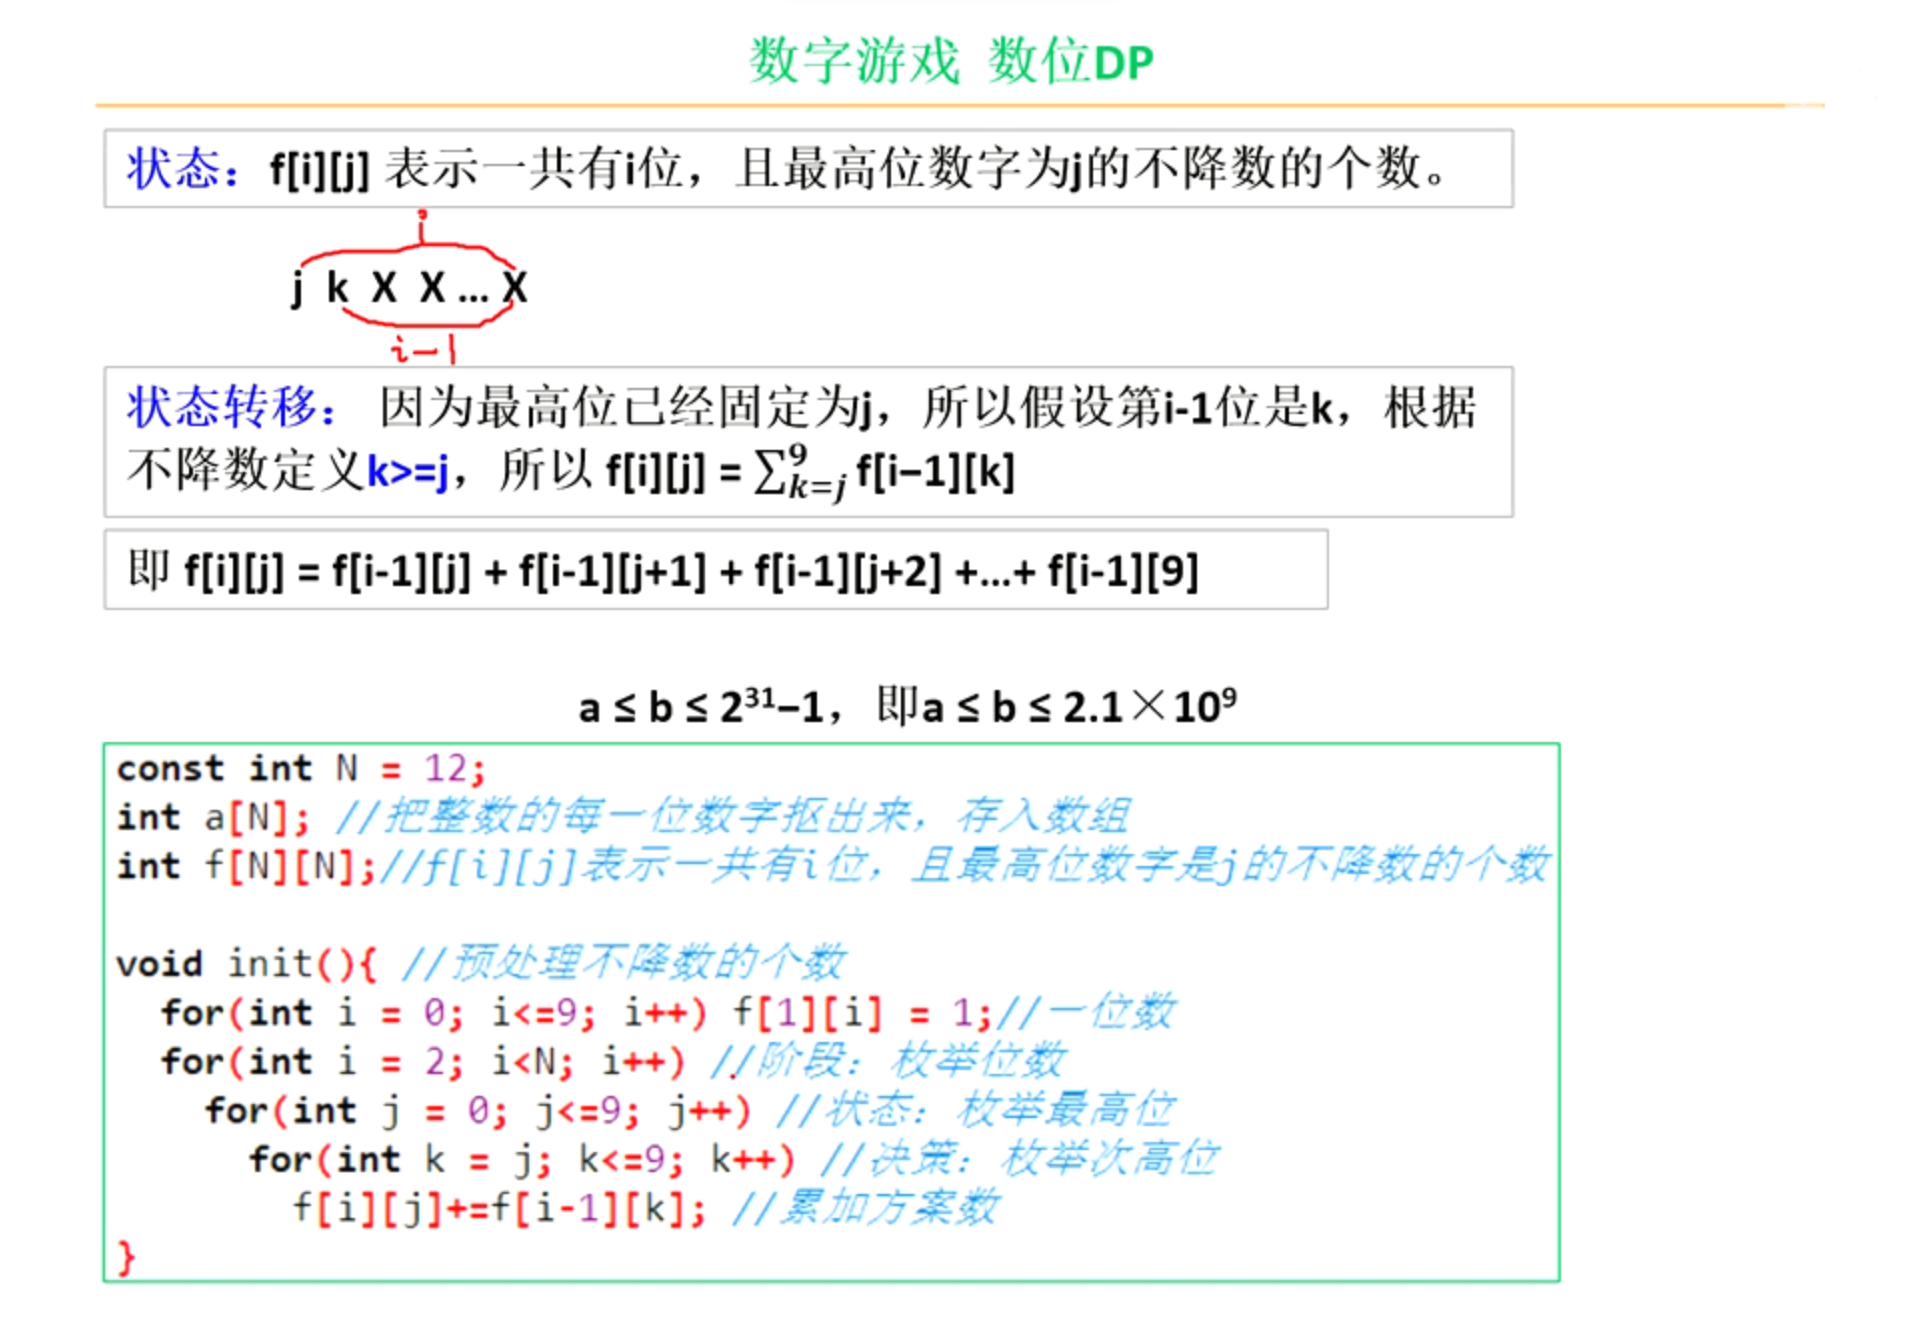 数字游戏 数位DP
状态：f[i][j] 表示一共有i位，且最高位数字为j的不降数的个数。
j k X X … X
i-1
状态转移： 因为最高位已经固定为j，所以假设第i-1位是k，根据
不降数定义k>=j，所以 f[i][j] = ∑⁹ₖ₌ⱼ f[i−1][k]
即 f[i][j] = f[i-1][j] + f[i-1][j+1] + f[i-1][j+2] +…+ f[i-1][9]
a ≤ b ≤ 2³¹−1，即a ≤ b ≤ 2.1×10⁹
const int N = 12;
int a[N]; //把整数的每一位数字抠出来，存入数组
int f[N][N];//f[i][j]表示一共有i位，且最高位数字是j的不降数的个数
void init(){ //预处理不降数的个数
for(int i = 0; i<=9; i++) f[1][i] = 1;//一位数
for(int i = 2; i<N; i++) //阶段：枚举位数
for(int j = 0; j<=9; j++) //状态：枚举最高位
for(int k = j; k<=9; k++) //决策：枚举次高位
f[i][j]+=f[i-1][k]; //累加方案数
}